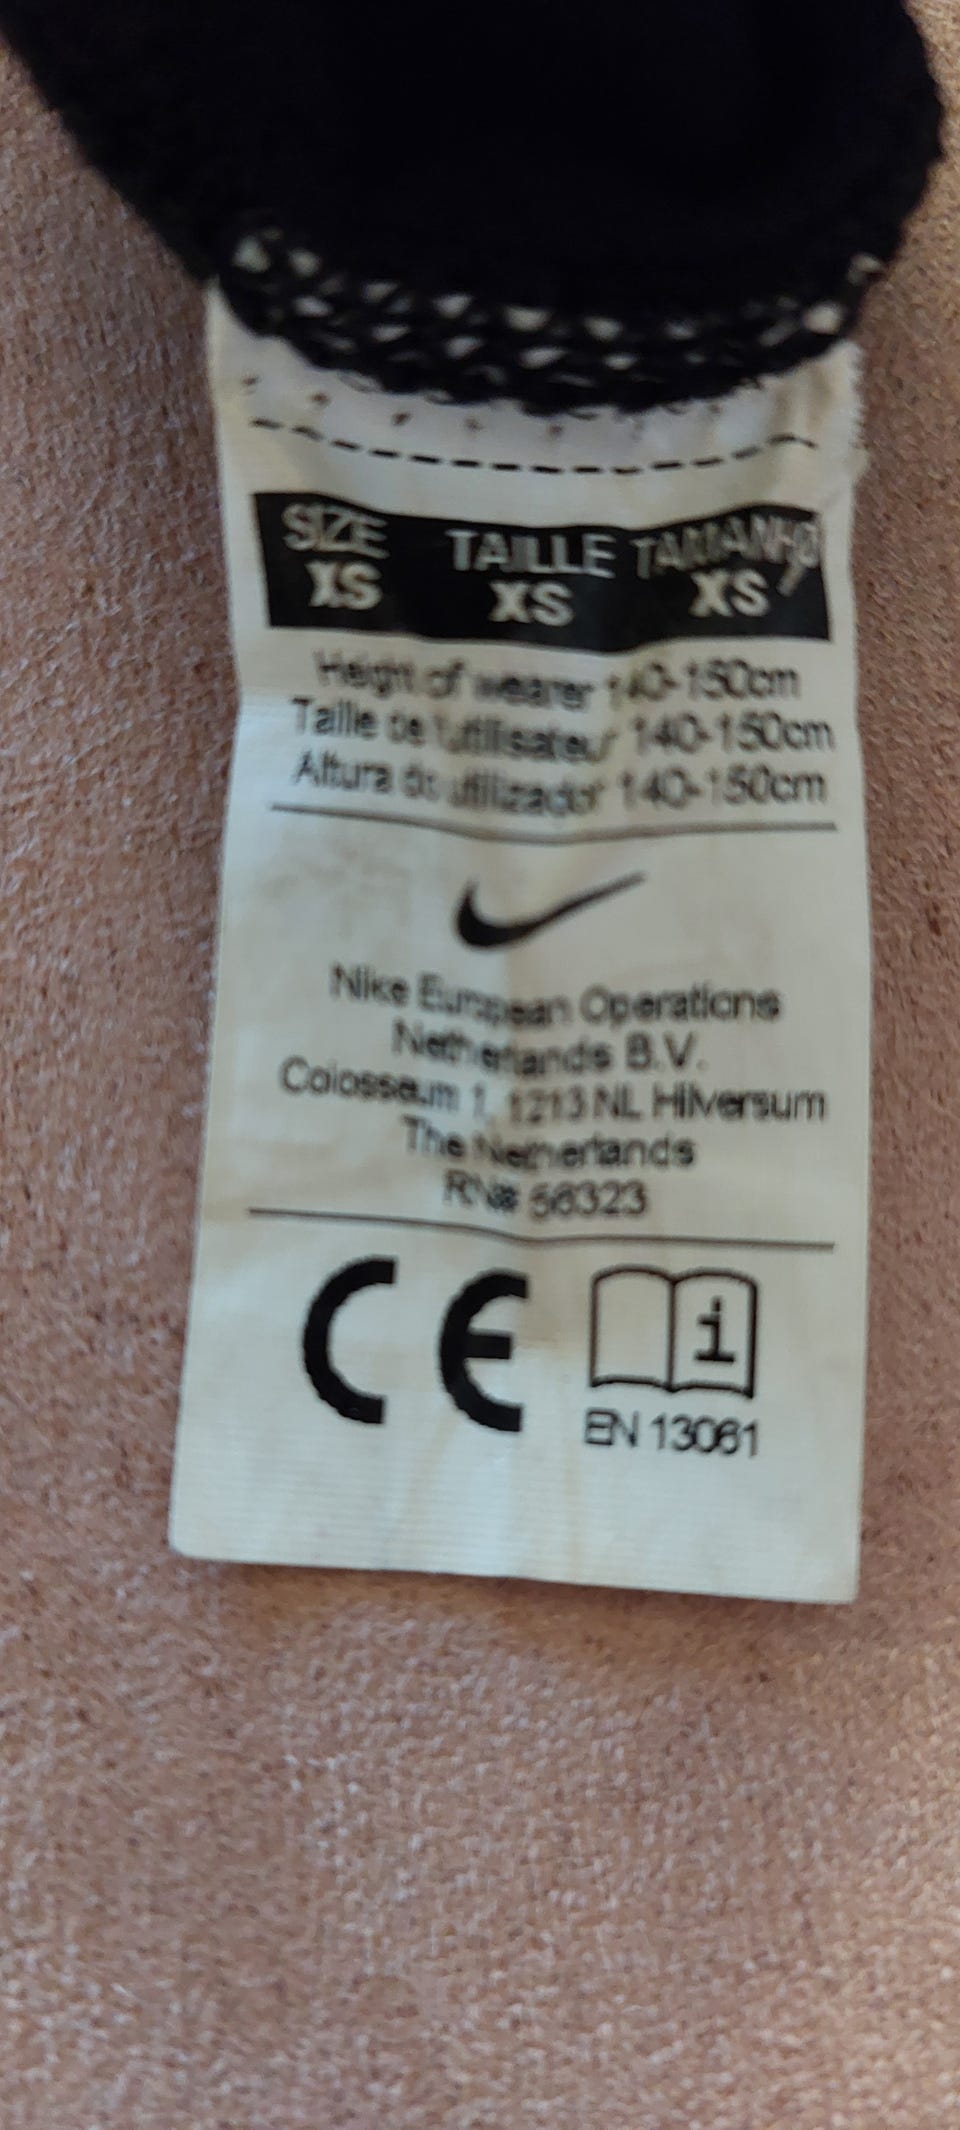 SIZE TAILLE TAMANHO
XS XS XS
Height of wearer 140-150cm
Taille de l'utilisateur 140-150cm
Altura do utilizador 140-150cm
Nike European Operations
Netherlands B.V.
Colosseum 1, 1213 NL Hilversum
The Netherlands
RN# 56323
CE i
EN 13061